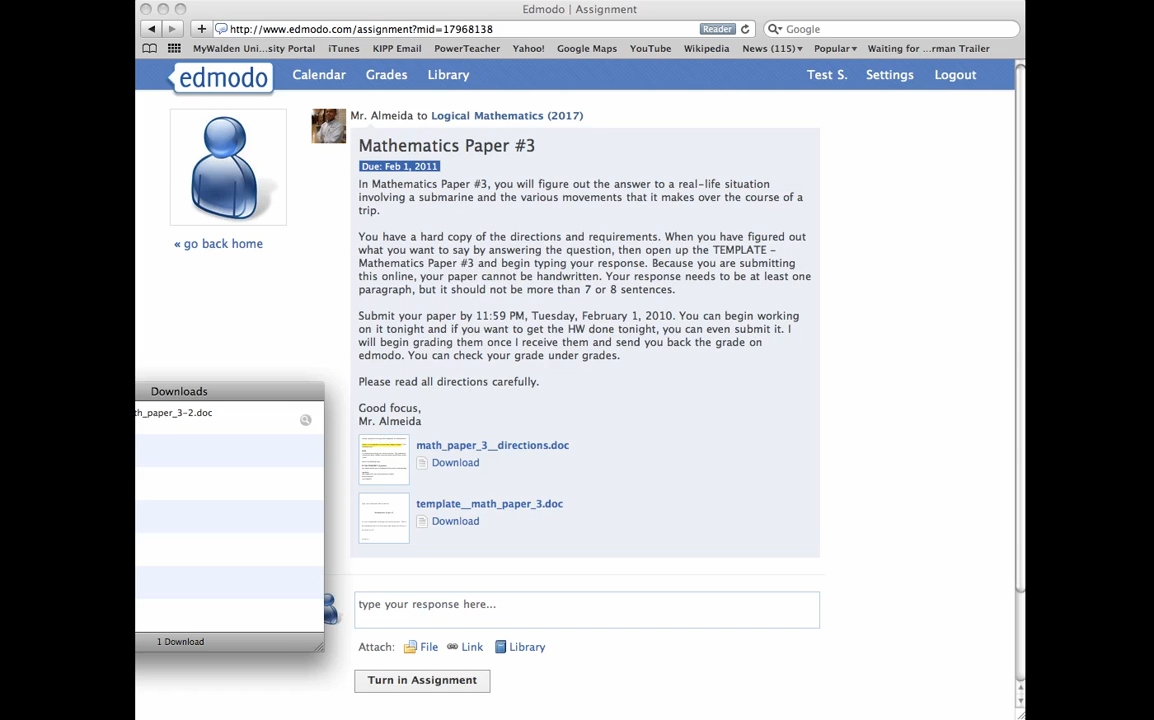 Edmodo | Assignment
http://www.edmodo.com/assignment?mid=17968138
Reader
Google
MyWalden Uni...sity Portal
iTunes
KIPP Email
PowerTeacher
Yahoo!
Google Maps
YouTube
Wikipedia
News (115)
Popular
Waiting for ...rman Trailer
edmodo
Calendar
Grades
Library
Test S.
Settings
Logout
Mr. Almeida to Logical Mathematics (2017)
Mathematics Paper #3
Due: Feb 1, 2011
In Mathematics Paper #3, you will figure out the answer to a real-life situation
involving a submarine and the various movements that it makes over the course of a
trip.
« go back home
You have a hard copy of the directions and requirements. When you have figured out
what you want to say by answering the question, then open up the TEMPLATE -
Mathematics Paper #3 and begin typing your response. Because you are submitting
this online, your paper cannot be handwritten. Your response needs to be at least one
paragraph, but it should not be more than 7 or 8 sentences.
Submit your paper by 11:59 PM, Tuesday, February 1, 2010. You can begin working
on it tonight and if you want to get the HW done tonight, you can even submit it. I
will begin grading them once I receive them and send you back the grade on
edmodo. You can check your grade under grades.
Please read all directions carefully.
Good focus,
Mr. Almeida
math_paper_3__directions.doc
Download
template__math_paper_3.doc
Download
Downloads
th_paper_3-2.doc
1 Download
type your response here...
Attach:
File
Link
Library
Turn in Assignment